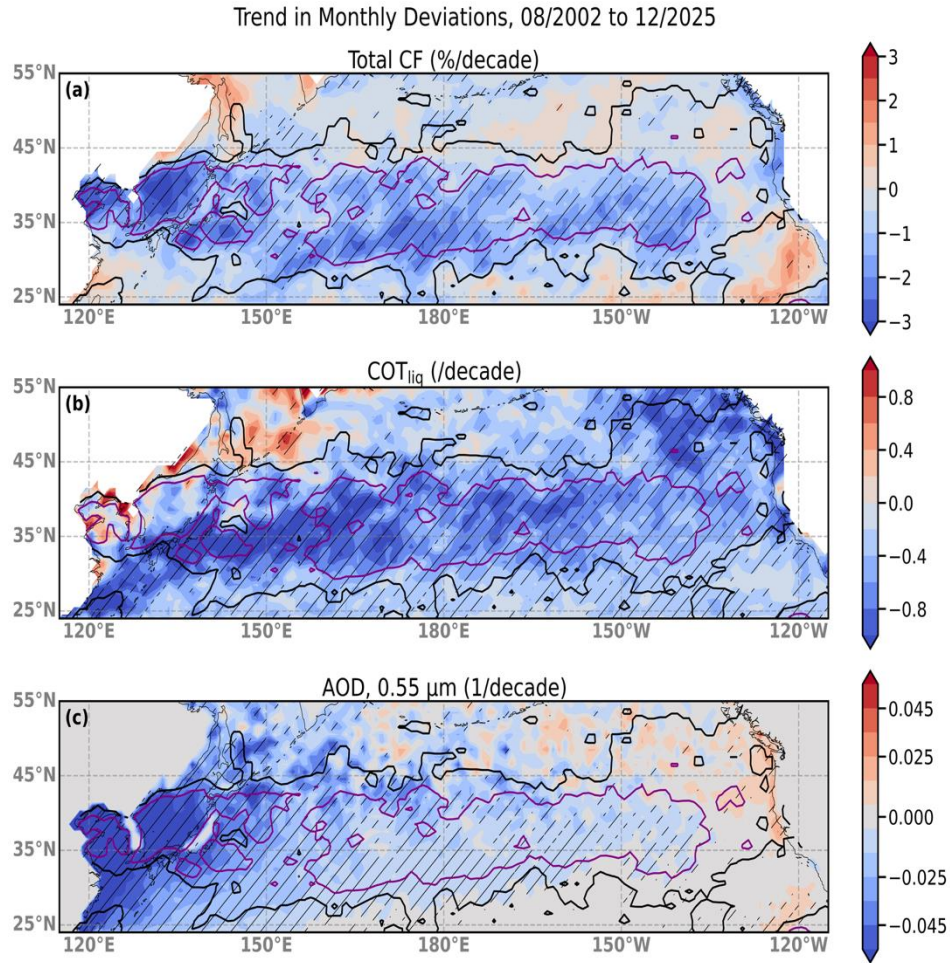 Trend in Monthly Deviations, 08/2002 to 12/2025
Total CF (%/decade)
(a)
55°N
45°N
35°N
25°N
120°E 150°E 180°E 150°W 120°W
3
2
1
0
−1
−2
−3
COT_liq (/decade)
(b)
55°N
45°N
35°N
25°N
120°E 150°E 180°E 150°W 120°W
0.8
0.4
0.0
−0.4
−0.8
AOD, 0.55 μm (1/decade)
(c)
55°N
45°N
35°N
25°N
120°E 150°E 180°E 150°W 120°W
0.045
0.025
0.000
−0.025
−0.045